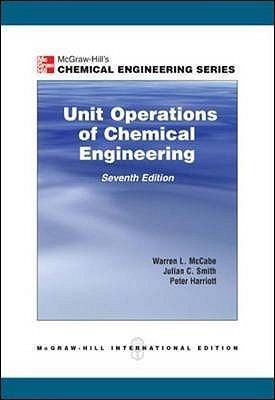 McGraw-Hill's
CHEMICAL ENGINEERING SERIES
Unit Operations
of Chemical
Engineering
Seventh Edition
Warren L. McCabe
Julian C. Smith
Peter Harriott
McGRAW-HILL INTERNATIONAL EDITION